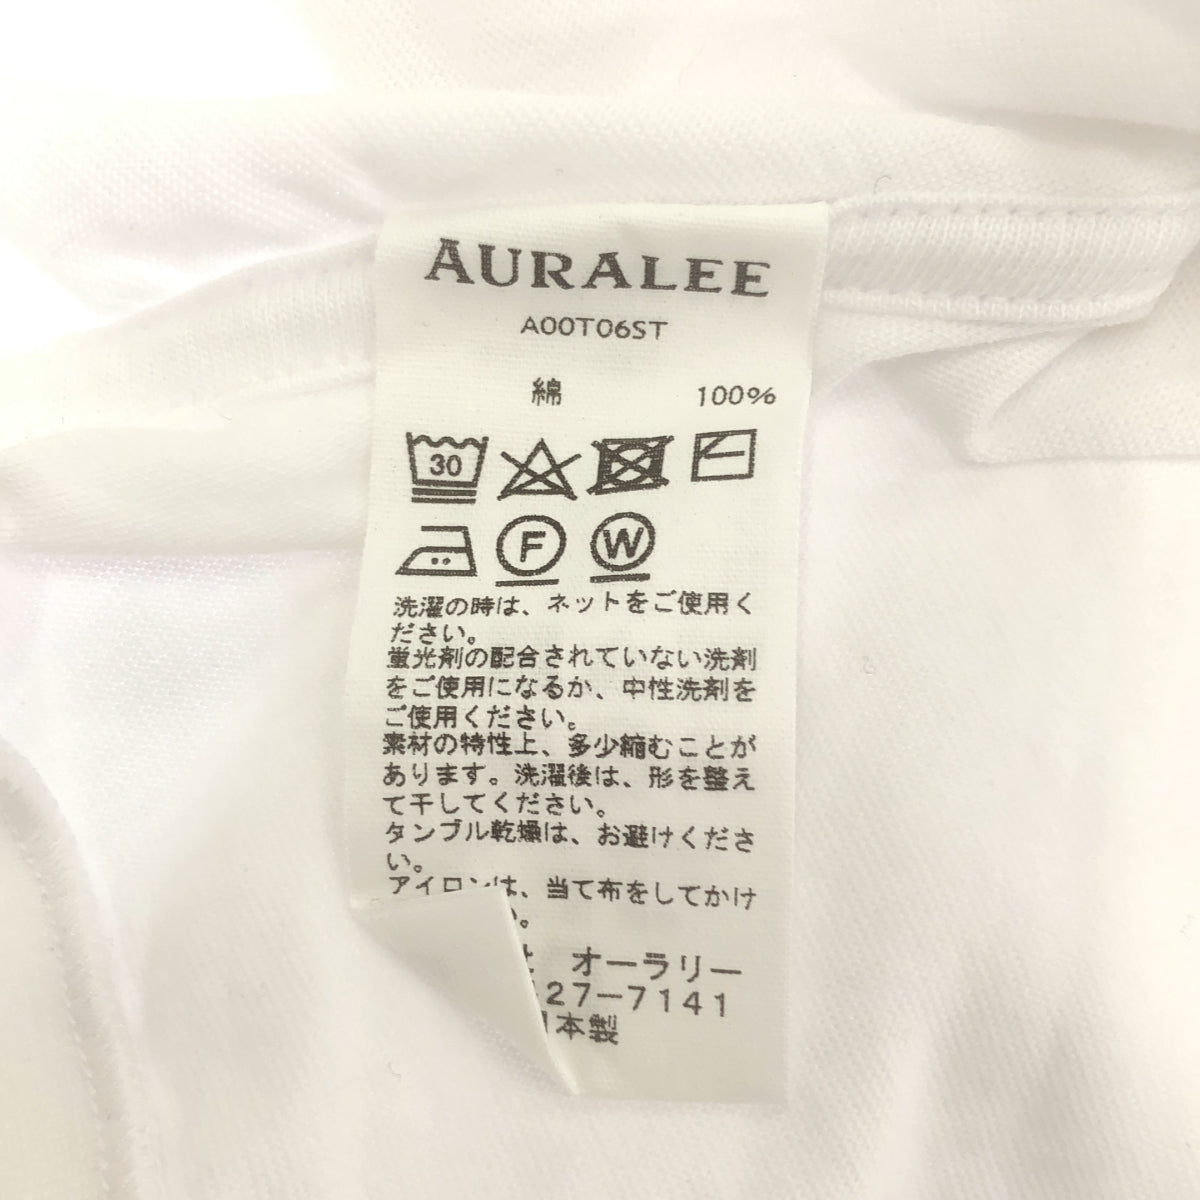 AURALEE
A00T06ST
綿 100%
30
F W
洗濯の時は、ネットをご使用く
ださい。
蛍光剤の配合されていない洗剤
をご使用になるか、中性洗剤を
ご使用ください。
素材の特性上、多少縮むことが
あります。洗濯後は、形を整え
て干してください。
タンブル乾燥は、お避けくださ
い。
アイロンは、当て布をしてかけ
い。
オーラリー
27-7141
本製